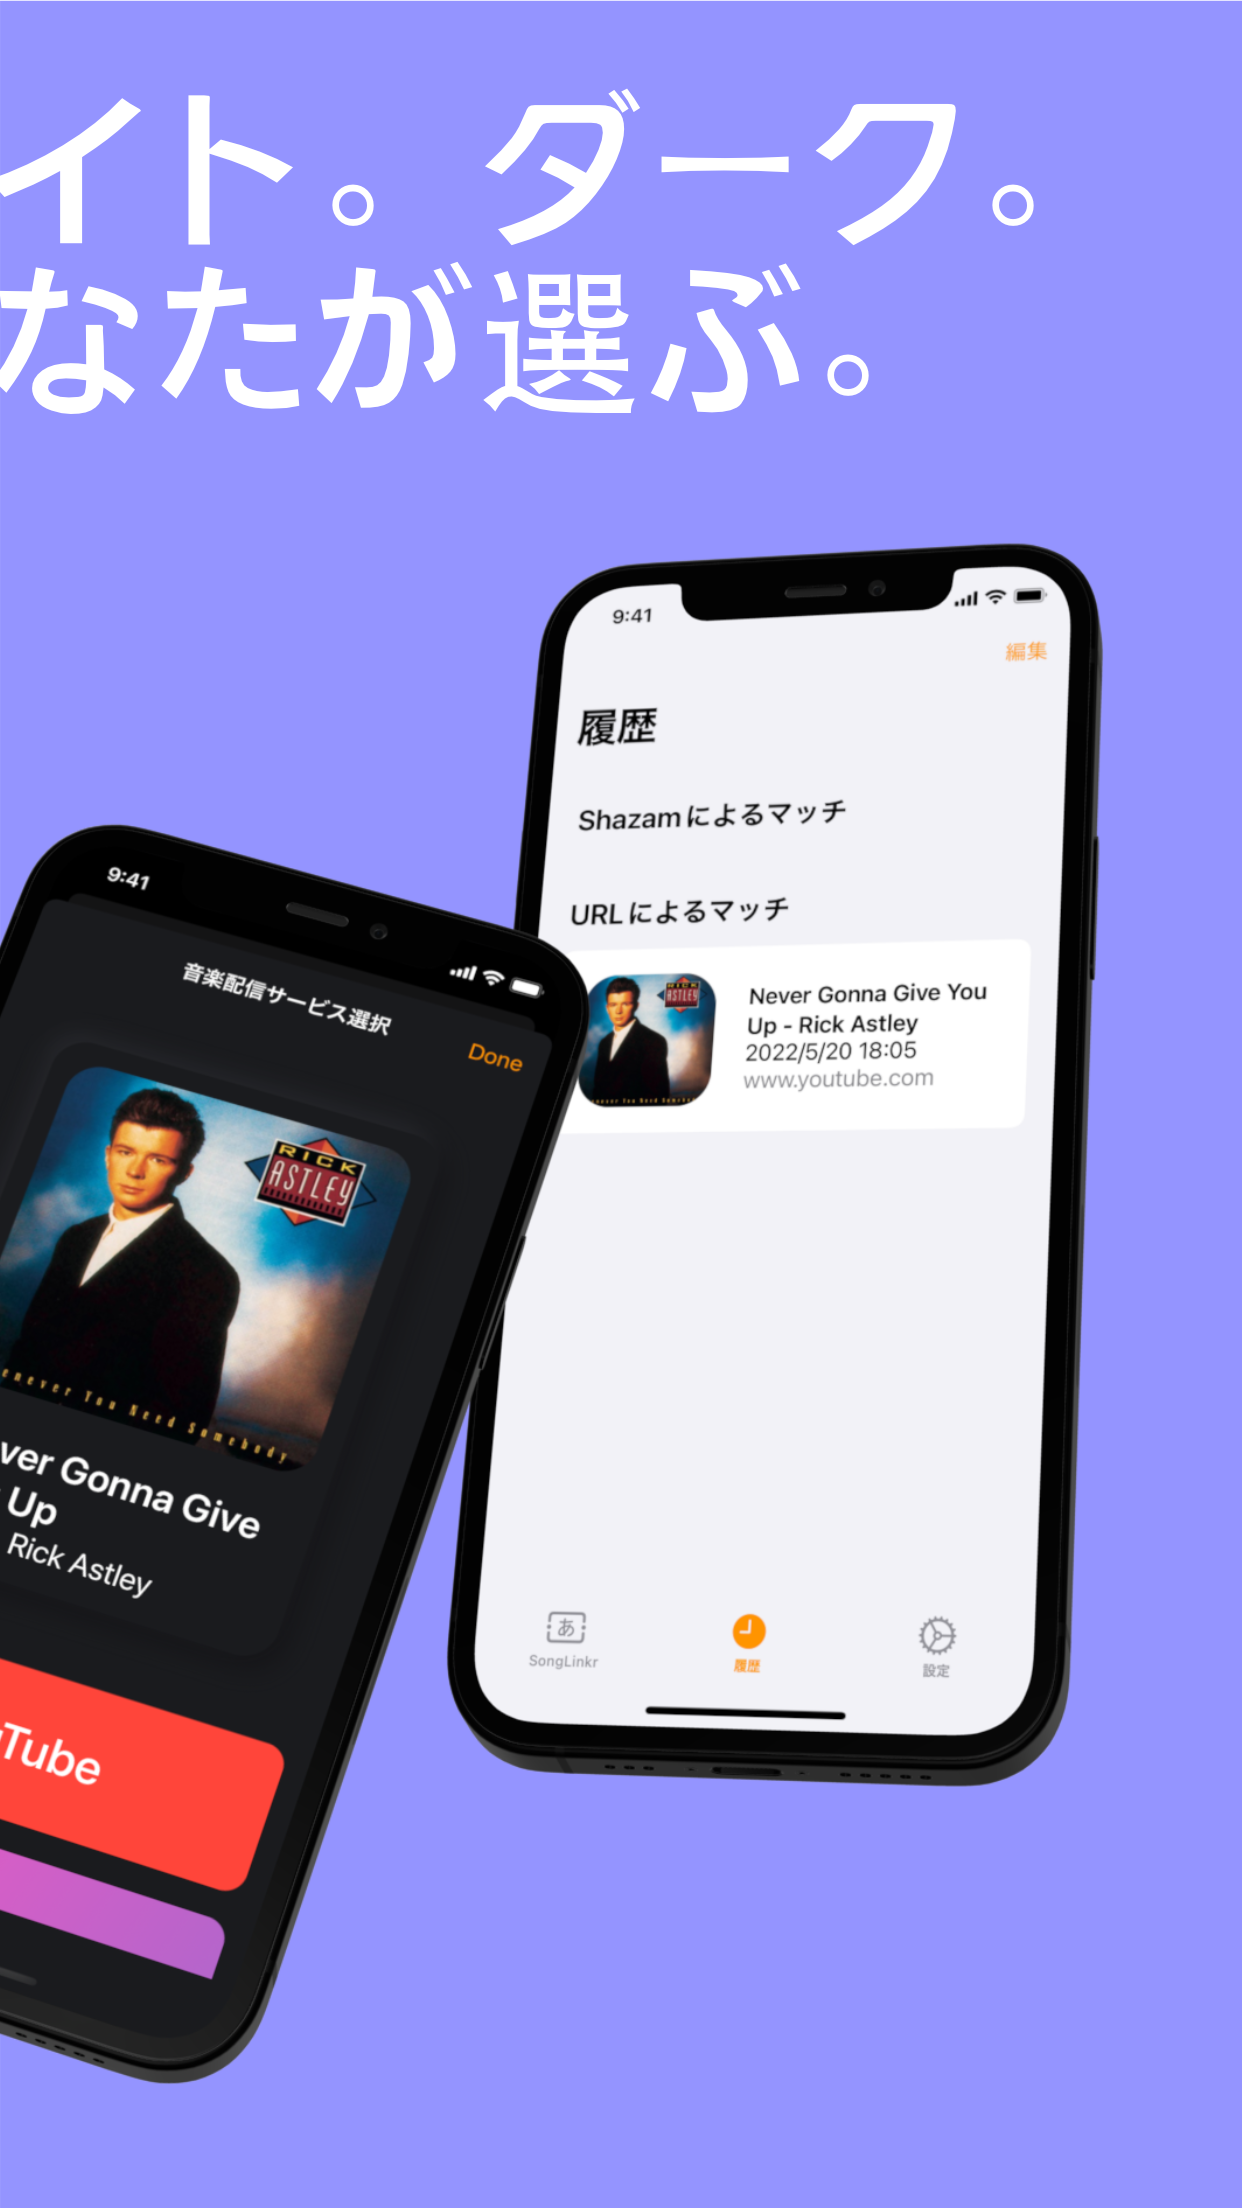 イト。ダーク。
なたが選ぶ。
9:41
編集
履歴
Shazamによるマッチ
URLによるマッチ
RICK
ASTLEY
Never Gonna Give You
Up - Rick Astley
2022/5/20 18:05
www.youtube.com
SongLinkr
履歴
設定
9:41
音楽配信サービス選択
Done
RICK
ASTLEY
enever You Need Somebody
ver Gonna Give
Up
Rick Astley
Tube